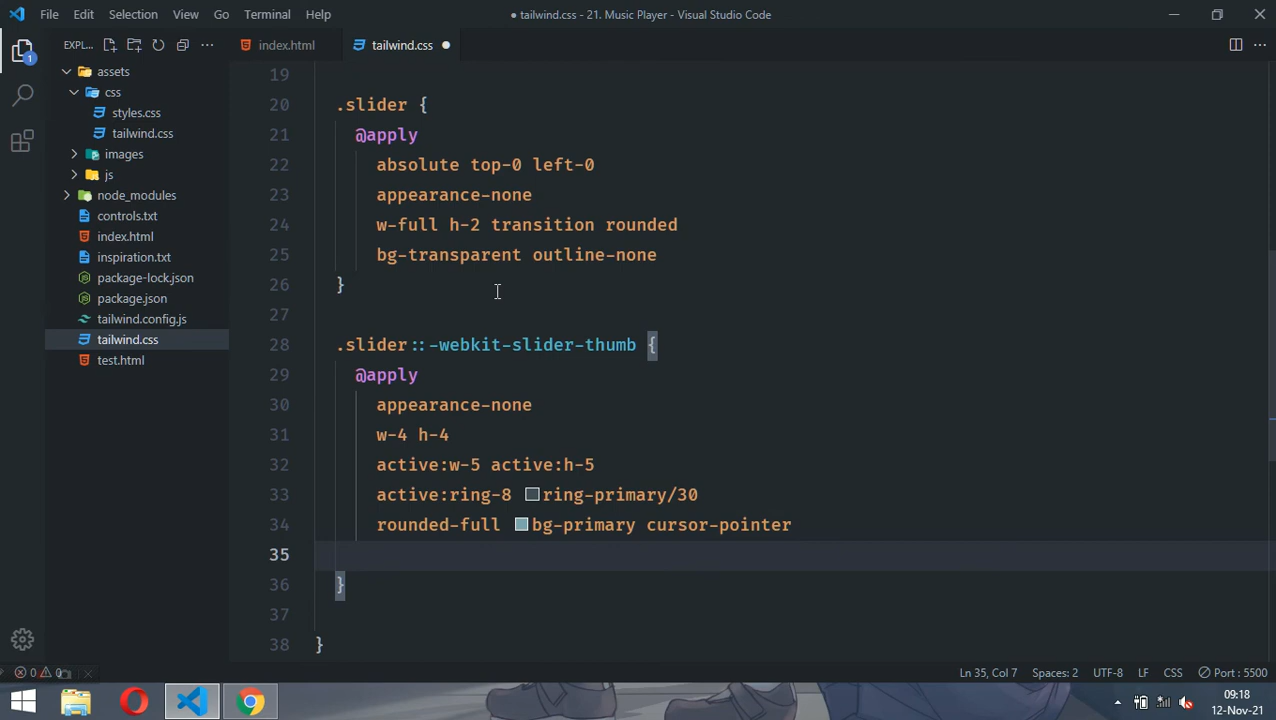 File Edit Selection View Go Terminal Help
● tailwind.css - 21. Music Player - Visual Studio Code
EXPL...
index.html
tailwind.css
assets
css
styles.css
tailwind.css
images
js
node_modules
controls.txt
index.html
inspiration.txt
package-lock.json
package.json
tailwind.config.js
tailwind.css
test.html
1
19
20 .slider {
21 @apply
22 absolute top-0 left-0
23 appearance-none
24 w-full h-2 transition rounded
25 bg-transparent outline-none
26 }
27
28 .slider::-webkit-slider-thumb {
29 @apply
30 appearance-none
31 w-4 h-4
32 active:w-5 active:h-5
33 active:ring-8 ring-primary/30
34 rounded-full bg-primary cursor-pointer
35
36 }
37
38 }
0 0
Ln 35, Col 7 Spaces: 2 UTF-8 LF CSS Port : 5500
09:18
12-Nov-21